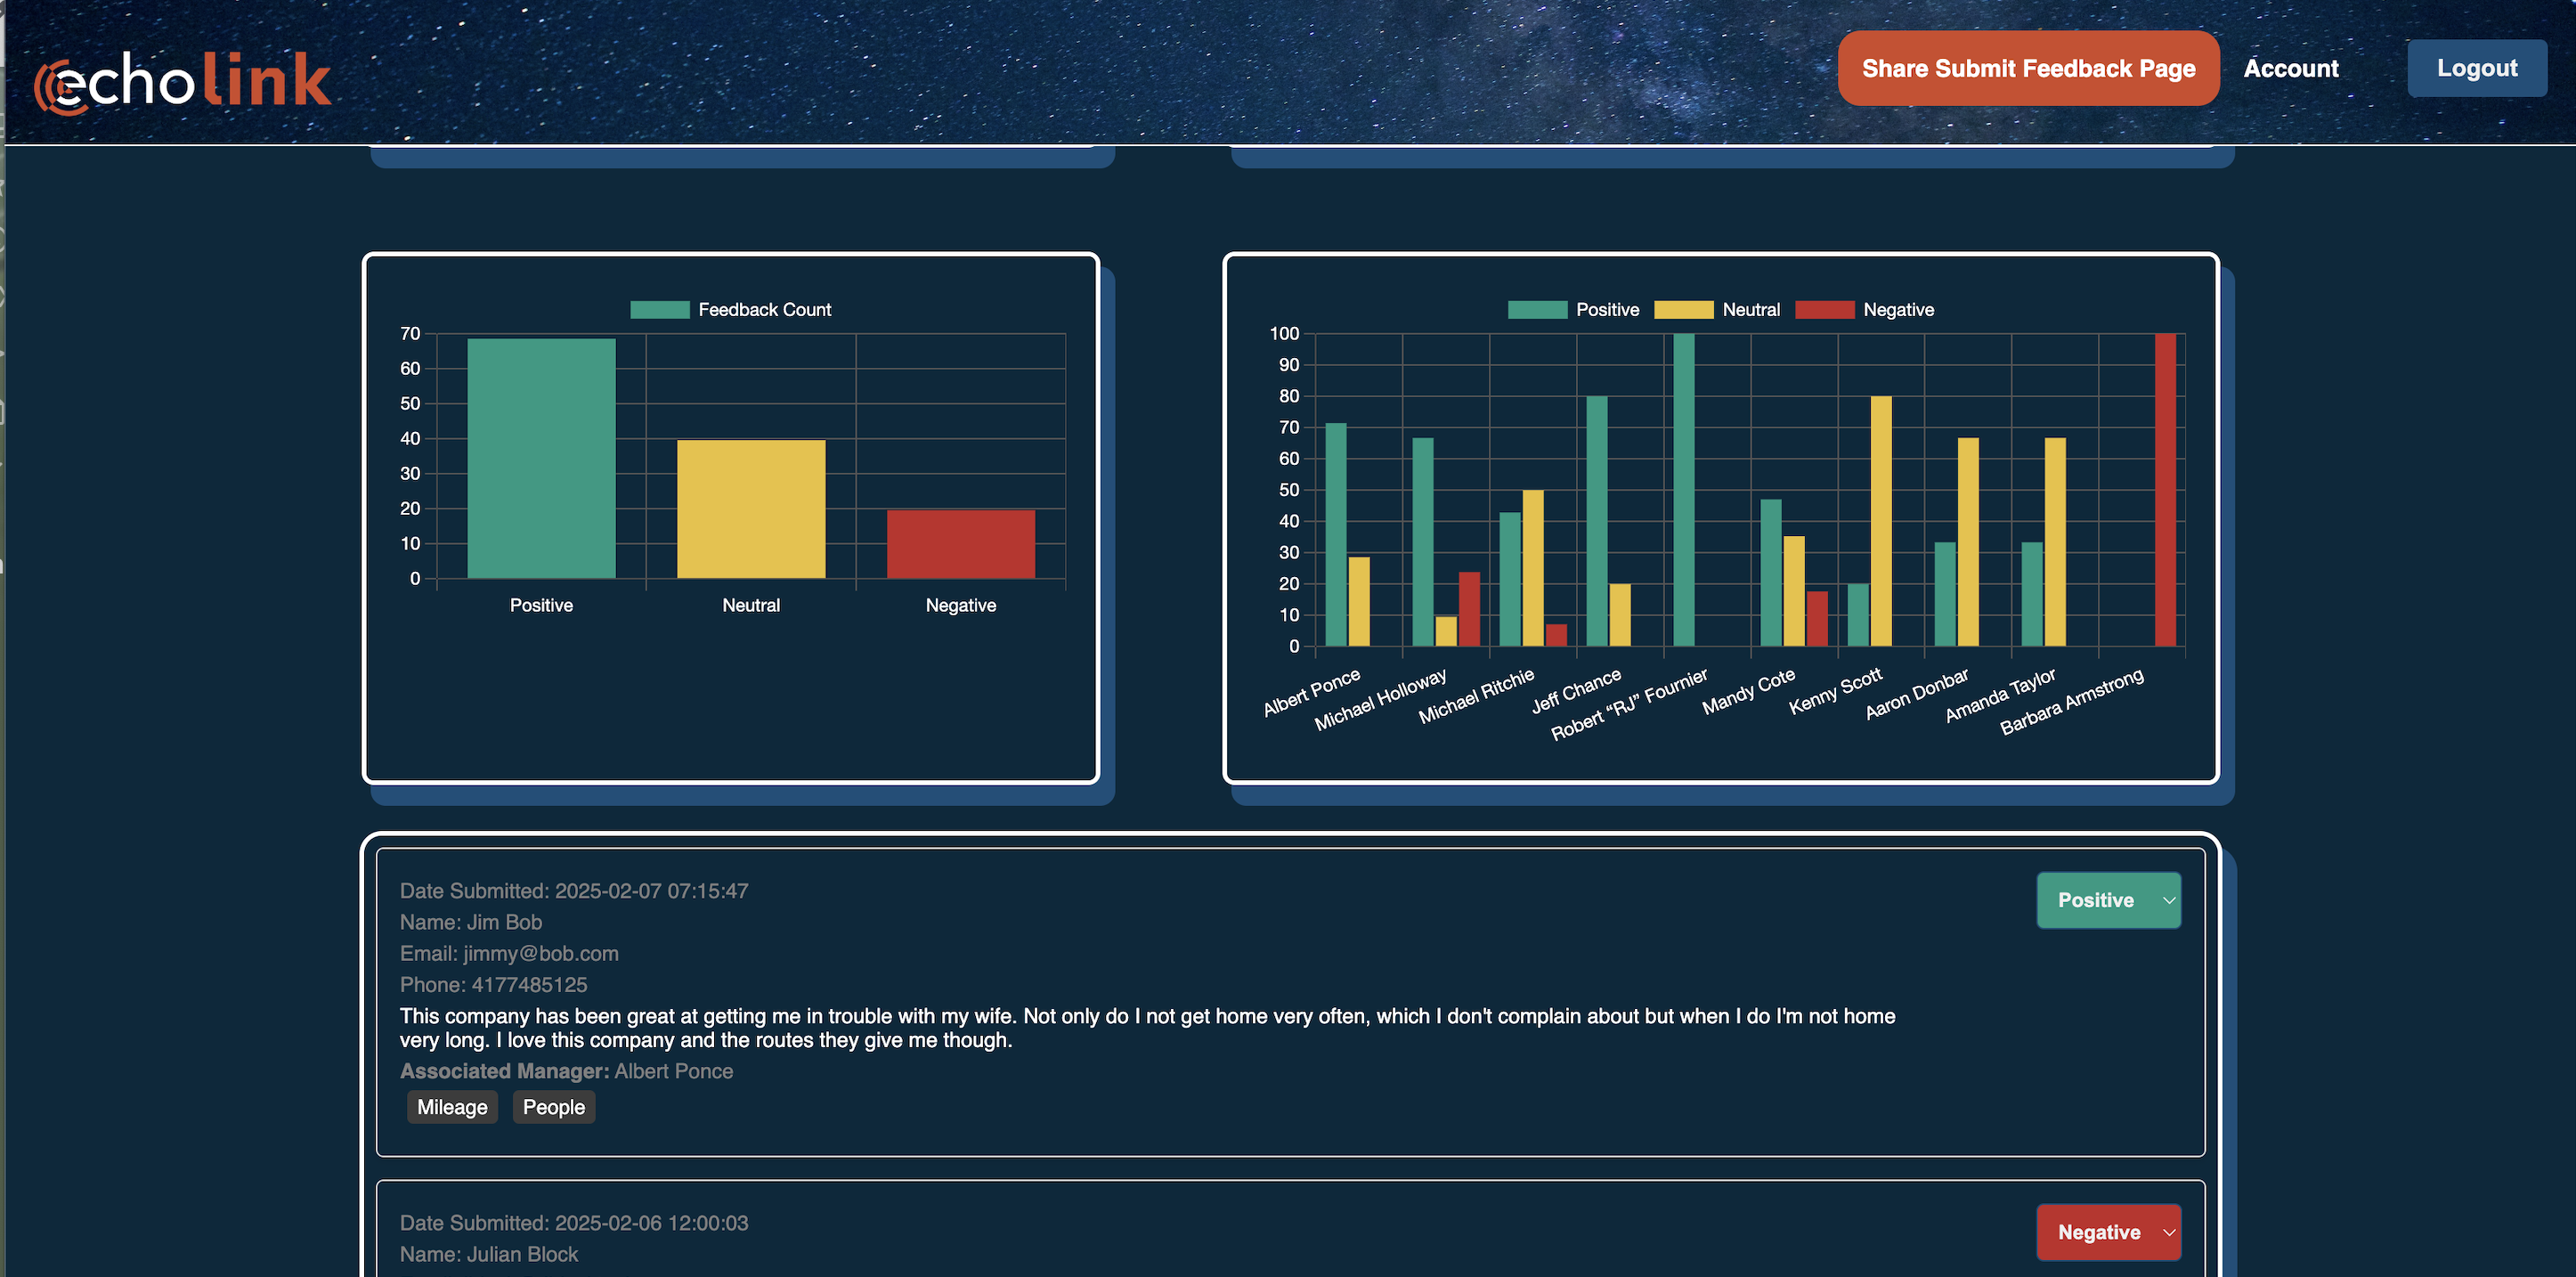 echolink
Share Submit Feedback Page
Account
Logout
Feedback Count
70
60
50
40
30
20
10
0
Positive
Neutral
Negative
Positive
Neutral
Negative
100
90
80
70
60
50
40
30
20
10
0
Albert Ponce
Michael Holloway
Michael Ritchie
Jeff Chance
Robert “RJ” Fournier
Mandy Cote
Kenny Scott
Aaron Donbar
Amanda Taylor
Barbara Armstrong
Date Submitted: 2025-02-07 07:15:47
Positive
Name: Jim Bob
Email: jimmy@bob.com
Phone: 4177485125
This company has been great at getting me in trouble with my wife. Not only do I not get home very often, which I don't complain about but when I do I'm not home
very long. I love this company and the routes they give me though.
Associated Manager: Albert Ponce
Mileage
People
Date Submitted: 2025-02-06 12:00:03
Negative
Name: Julian Block